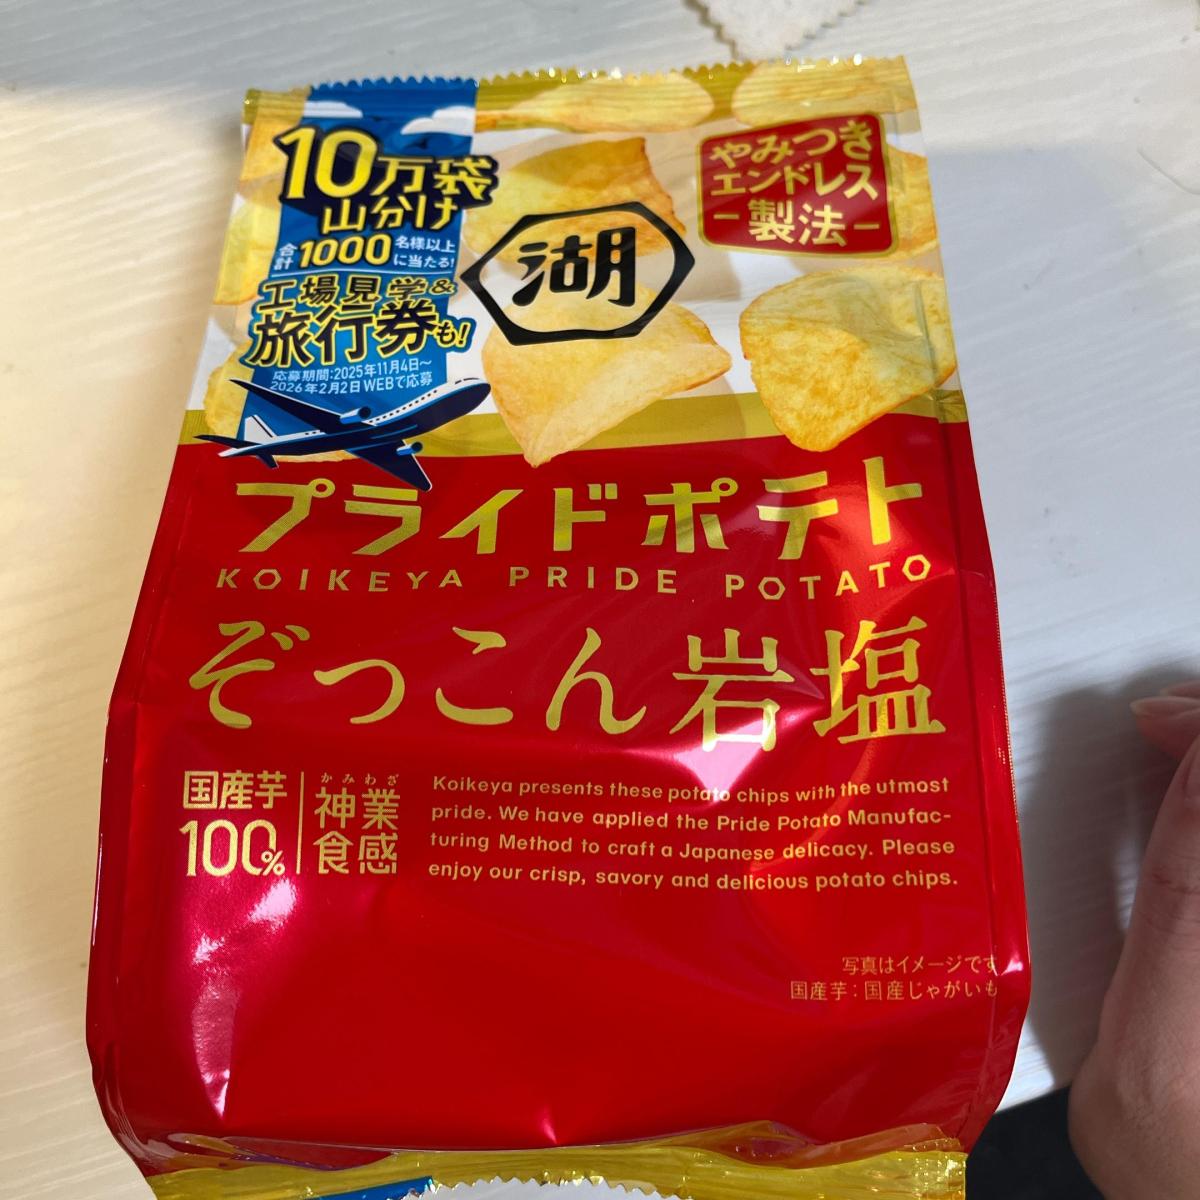 10万袋
山分け
合計1000名様以上に当たる!
工場見学&
旅行券も!
応募期間:2025年11月4日~
2026年2月2日WEBで応募
湖
やみつき
エンドレス
-製法-
プライドポテト
KOIKEYA PRIDE POTATO
ぞっこん岩塩
国産芋
100%
かみわざ
神業
食感
Koikeya presents these potato chips with the utmost
pride. We have applied the Pride Potato Manufac-
turing Method to craft a Japanese delicacy. Please
enjoy our crisp, savory and delicious potato chips.
写真はイメージです
国産芋:国産じゃがいも